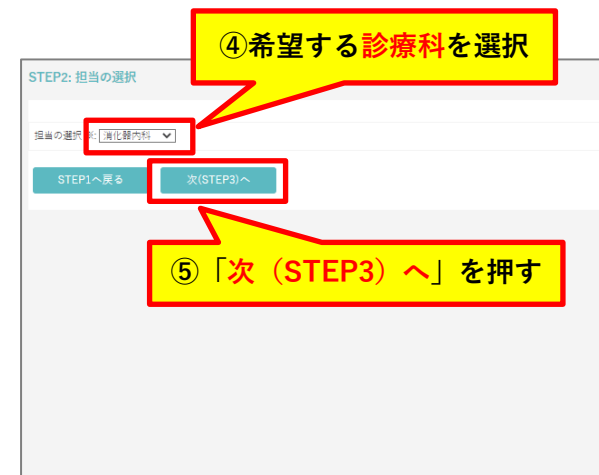 ④希望する診療科を選択
STEP2: 担当の選択
担当の選択 ※: 消化器内科
STEP1へ戻る 次(STEP3)へ
⑤「次（STEP3）へ」を押す